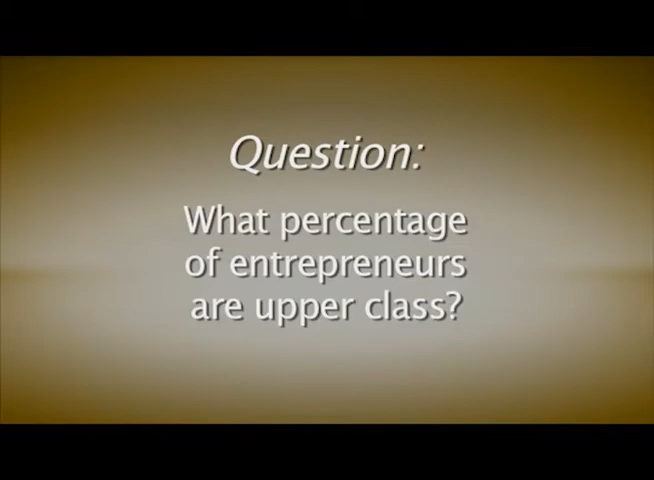 Question:
What percentage
of entrepreneurs
are upper class?